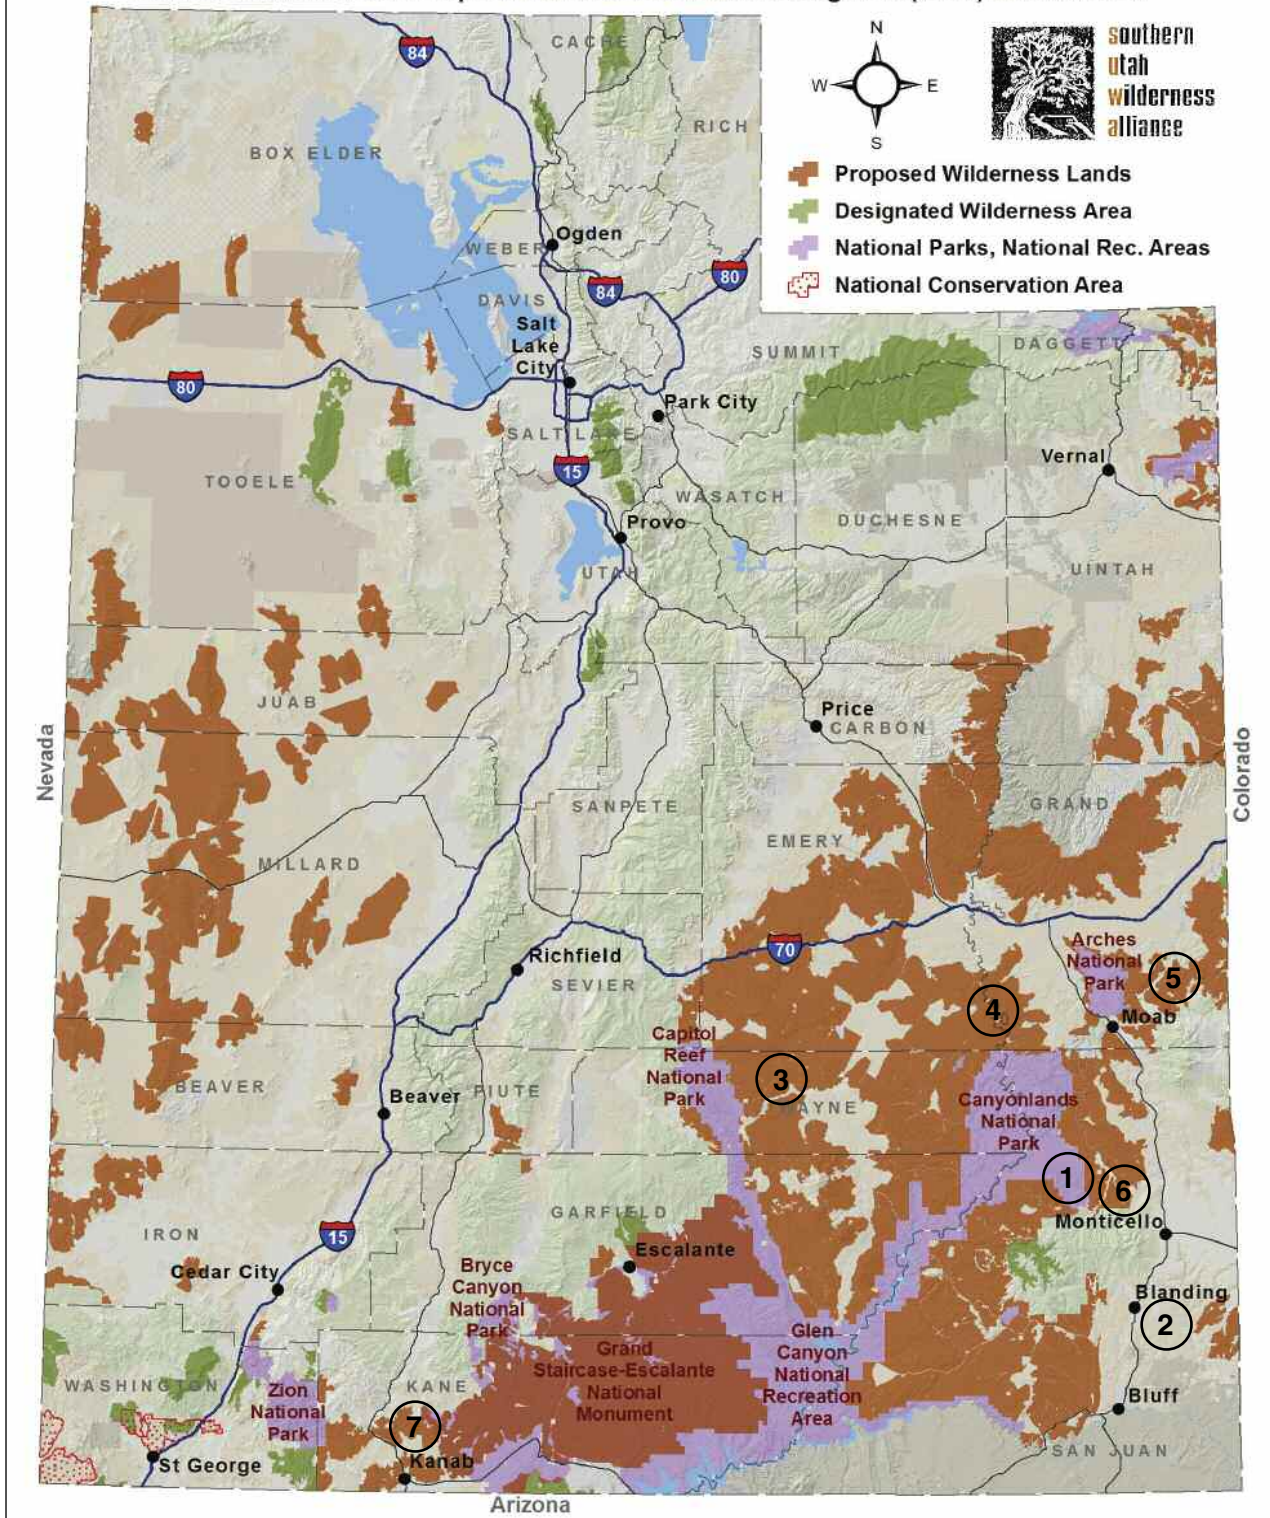 N
W
E
S
southern
utah
wilderness
alliance
Proposed Wilderness Lands
Designated Wilderness Area
National Parks, National Rec. Areas
National Conservation Area
84
CACHE
RICH
BOX ELDER
WEBER
Ogden
84
80
DAVIS
Salt
Lake
City
SUMMIT
DAGGETT
80
Park City
SALT LAKE
Vernal
15
TOOELE
WASATCH
DUCHESNE
Provo
UTAH
UINTAH
JUAB
Price
CARBON
Nevada
Colorado
SANPETE
GRAND
EMERY
MILLARD
70
Richfield
SEVIER
Arches
National
Park
5
4
Moab
Capitol
Reef
National
Park
3
BEAVER
Beaver
PIUTE
WAYNE
Canyonlands
National
Park
1
6
Monticello
GARFIELD
IRON
15
Escalante
Cedar City
Bryce
Canyon
National
Park
Blanding
2
Glen
Canyon
National
Recreation
Area
Grand
Staircase-Escalante
National
Monument
WASHINGTON
Zion
National
Park
KANE
Bluff
7
SAN JUAN
Kanab
St George
Arizona